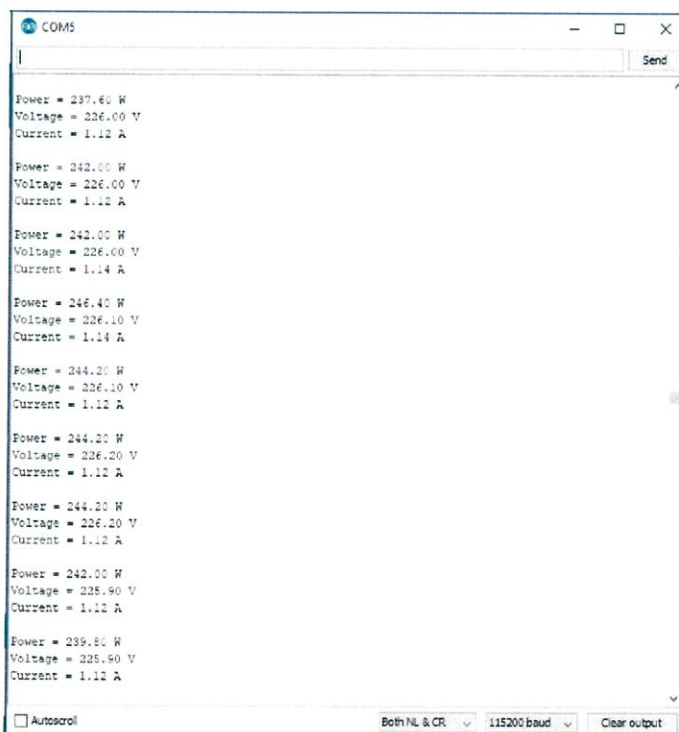 COM5
Send
Power = 237.60 W
Voltage = 226.00 V
Current = 1.12 A
Power = 242.00 W
Voltage = 226.00 V
Current = 1.12 A
Power = 242.00 W
Voltage = 226.00 V
Current = 1.14 A
Power = 246.40 W
Voltage = 226.10 V
Current = 1.14 A
Power = 244.20 W
Voltage = 226.10 V
Current = 1.12 A
Power = 244.20 W
Voltage = 226.20 V
Current = 1.12 A
Power = 244.20 W
Voltage = 226.20 V
Current = 1.12 A
Power = 242.00 W
Voltage = 225.90 V
Current = 1.12 A
Power = 239.80 W
Voltage = 225.90 V
Current = 1.12 A
Autoscroll Both NL & CR 115200 baud Clear output